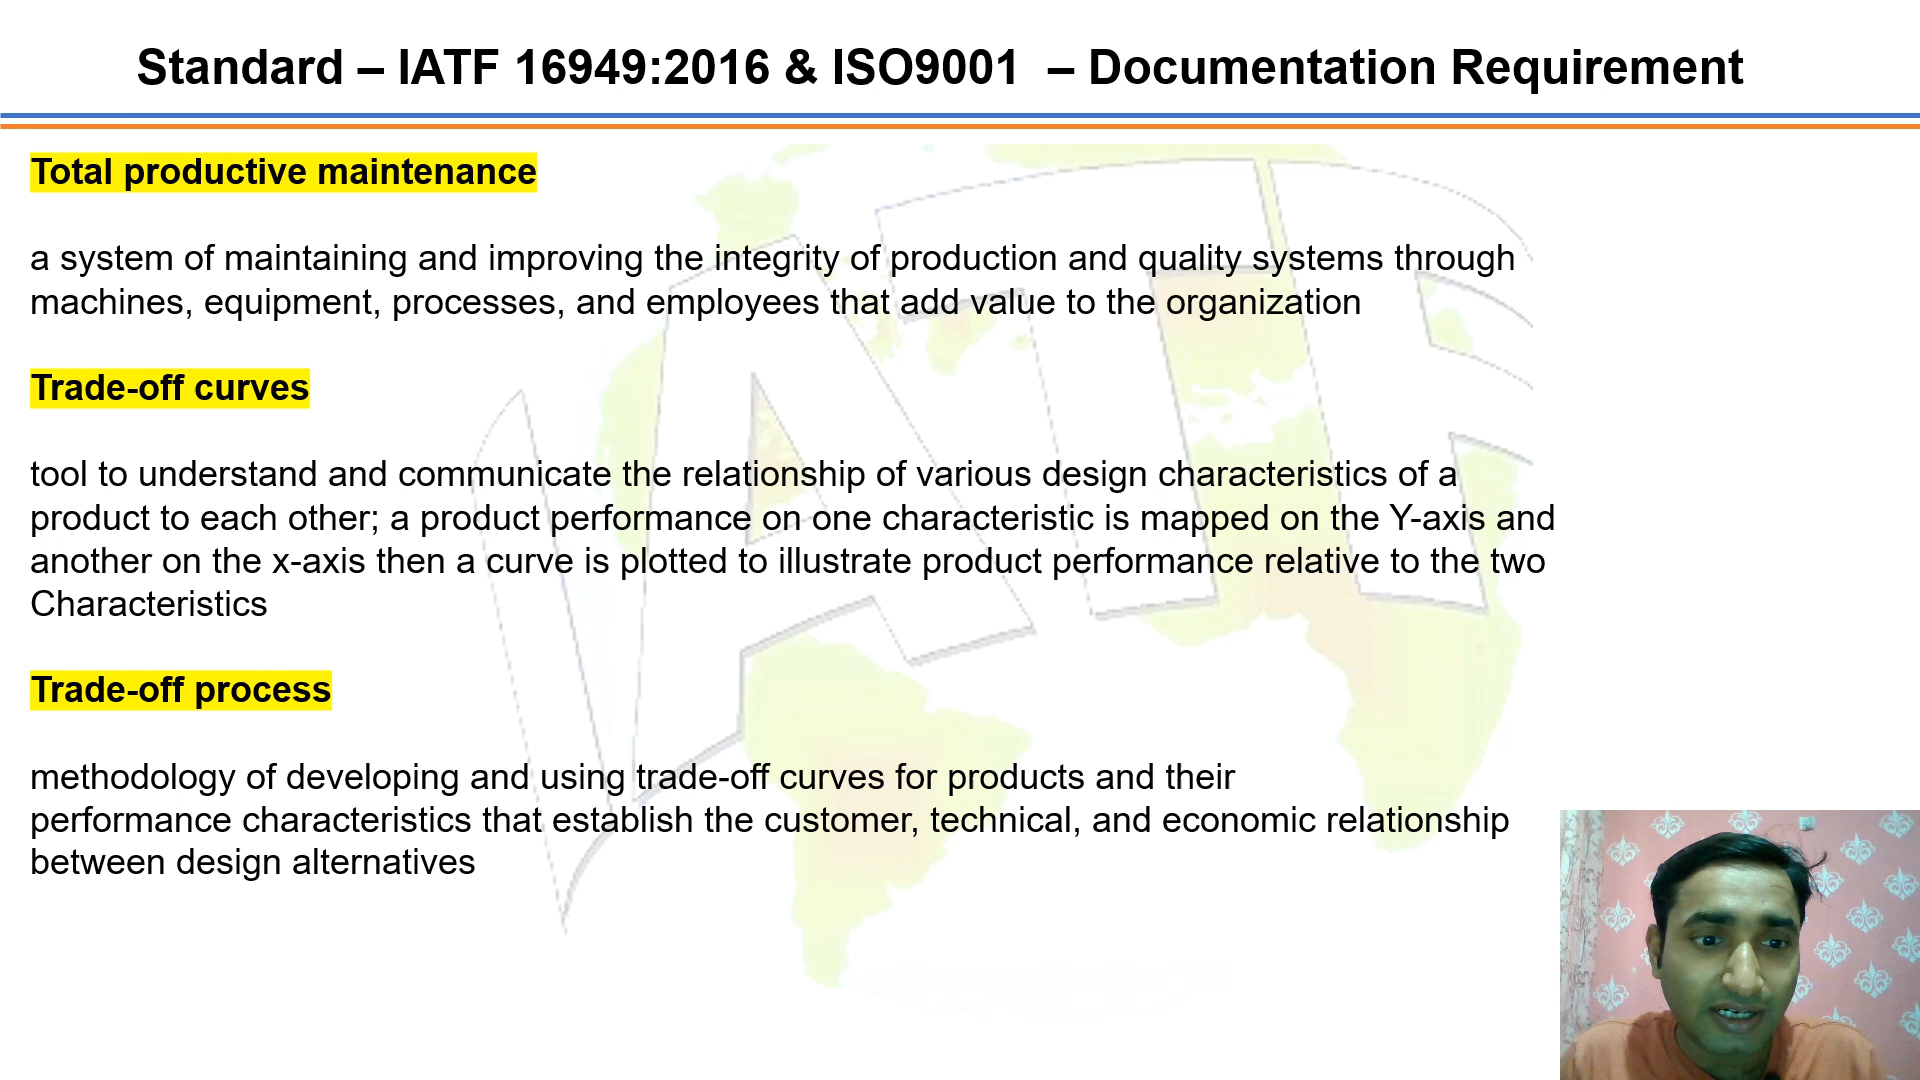 Standard – IATF 16949:2016 & ISO9001 – Documentation Requirement
Total productive maintenance
a system of maintaining and improving the integrity of production and quality systems through
machines, equipment, processes, and employees that add value to the organization
Trade-off curves
tool to understand and communicate the relationship of various design characteristics of a
product to each other; a product performance on one characteristic is mapped on the Y-axis and
another on the x-axis then a curve is plotted to illustrate product performance relative to the two
Characteristics
Trade-off process
methodology of developing and using trade-off curves for products and their
performance characteristics that establish the customer, technical, and economic relationship
between design alternatives
IATF